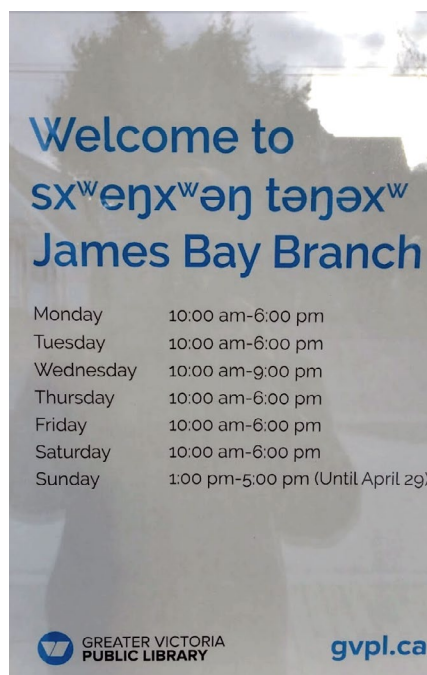 Welcome to
sxʷeŋxʷəŋ təŋəxʷ
James Bay Branch
Monday 10:00 am-6:00 pm
Tuesday 10:00 am-6:00 pm
Wednesday 10:00 am-9:00 pm
Thursday 10:00 am-6:00 pm
Friday 10:00 am-6:00 pm
Saturday 10:00 am-6:00 pm
Sunday 1:00 pm-5:00 pm (Until April 29)
GREATER VICTORIA
PUBLIC LIBRARY
gvpl.ca